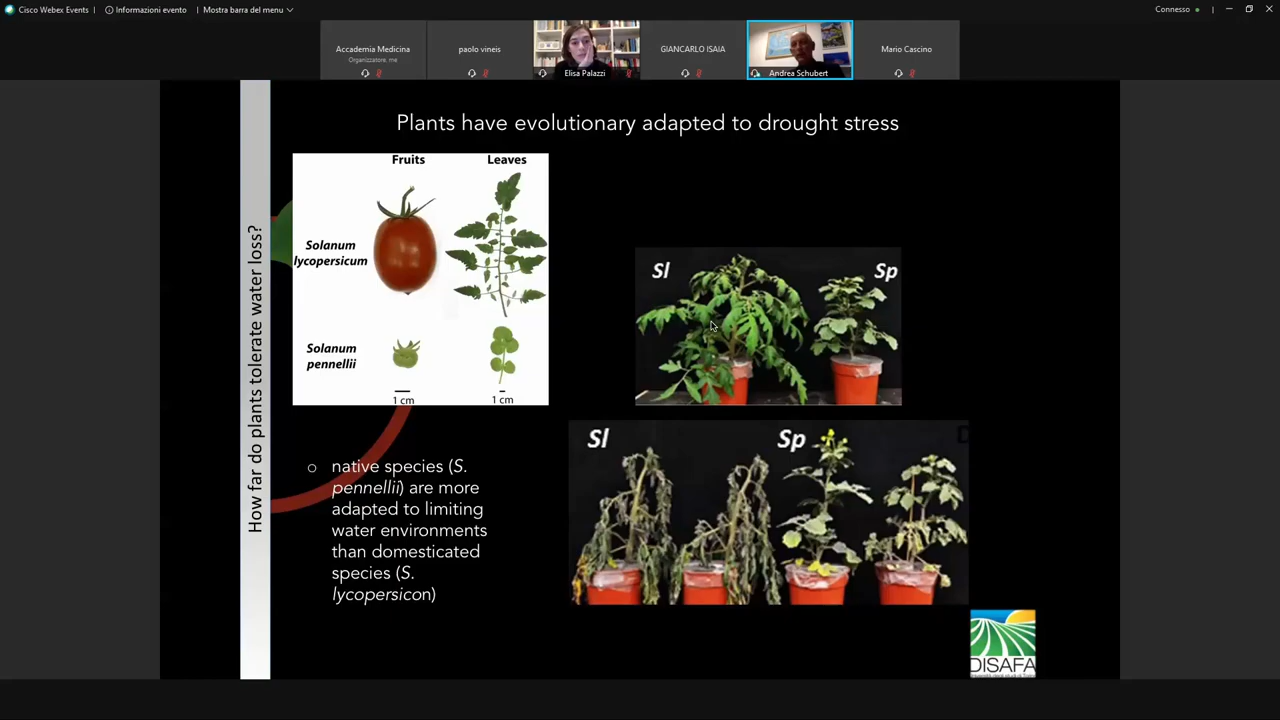 Cisco Webex Events
Informazioni evento
Mostra barra del menu
Connesso
Accademia Medicina
Organizzatore, me
paolo vineis
Elisa Palazzi
GIANCARLO ISAIA
Andrea Schubert
Mario Cascino
How far do plants tolerate water loss?
Plants have evolutionary adapted to drought stress
Fruits
Leaves
Solanum
lycopersicum
Solanum
pennellii
1 cm
1 cm
Sl
Sp
Sl
Sp
native species (S.
pennellii) are more
adapted to limiting
water environments
than domesticated
species (S.
lycopersicon)
DISAFA